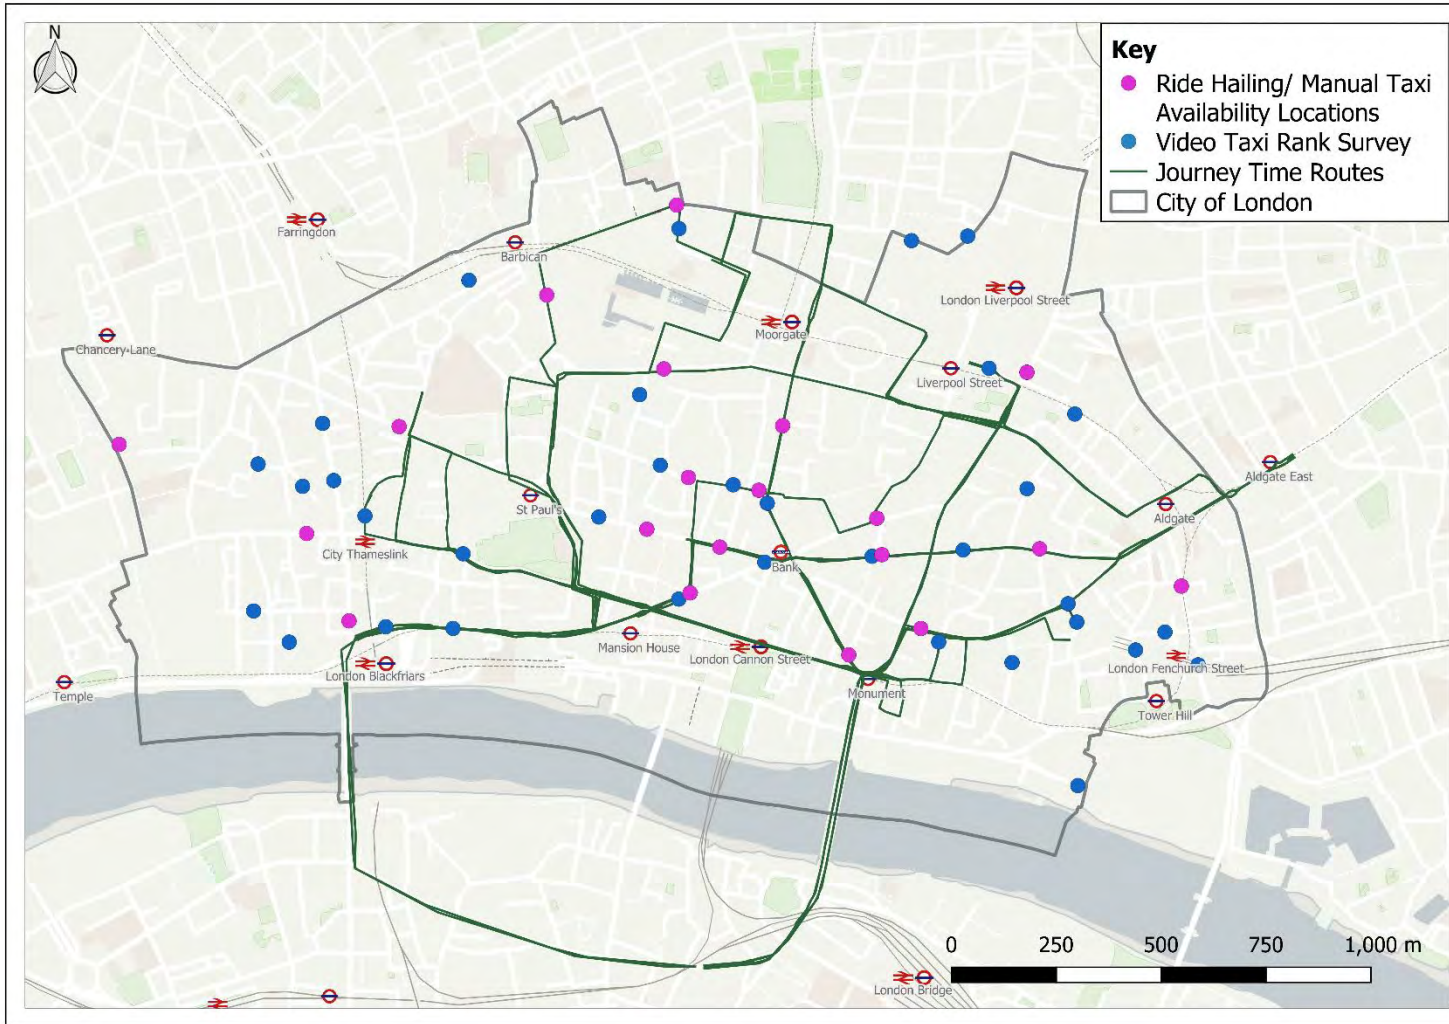 N
Key
Ride Hailing/ Manual Taxi
Availability Locations
Video Taxi Rank Survey
Journey Time Routes
City of London
Farringdon
Barbican
London Liverpool Street
Moorgate
Chancery Lane
Liverpool Street
Aldgate East
St Paul's
Aldgate
City Thameslink
Bank
Mansion House
London Cannon Street
London Blackfriars
London Fenchurch Street
Temple
Monument
Tower Hill
0 250 500 750 1,000 m
London Bridge